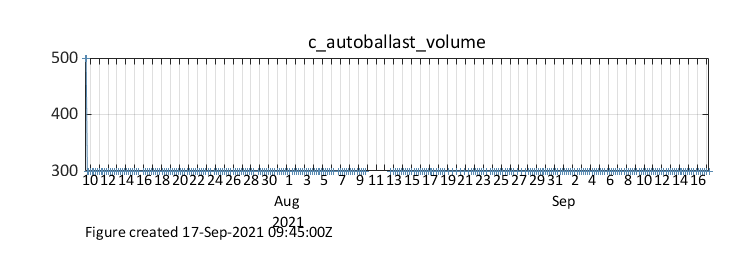 c_autoballast_volume
500
400
300
10 12 14 16 18 20 22 24 26 28 30 1 3 5 7 9 11 13 15 17 19 21 23 25 27 29 31 2 4 6 8 10 12 14 16
Aug Sep
2021
Figure created 17-Sep-2021 09:45:00Z